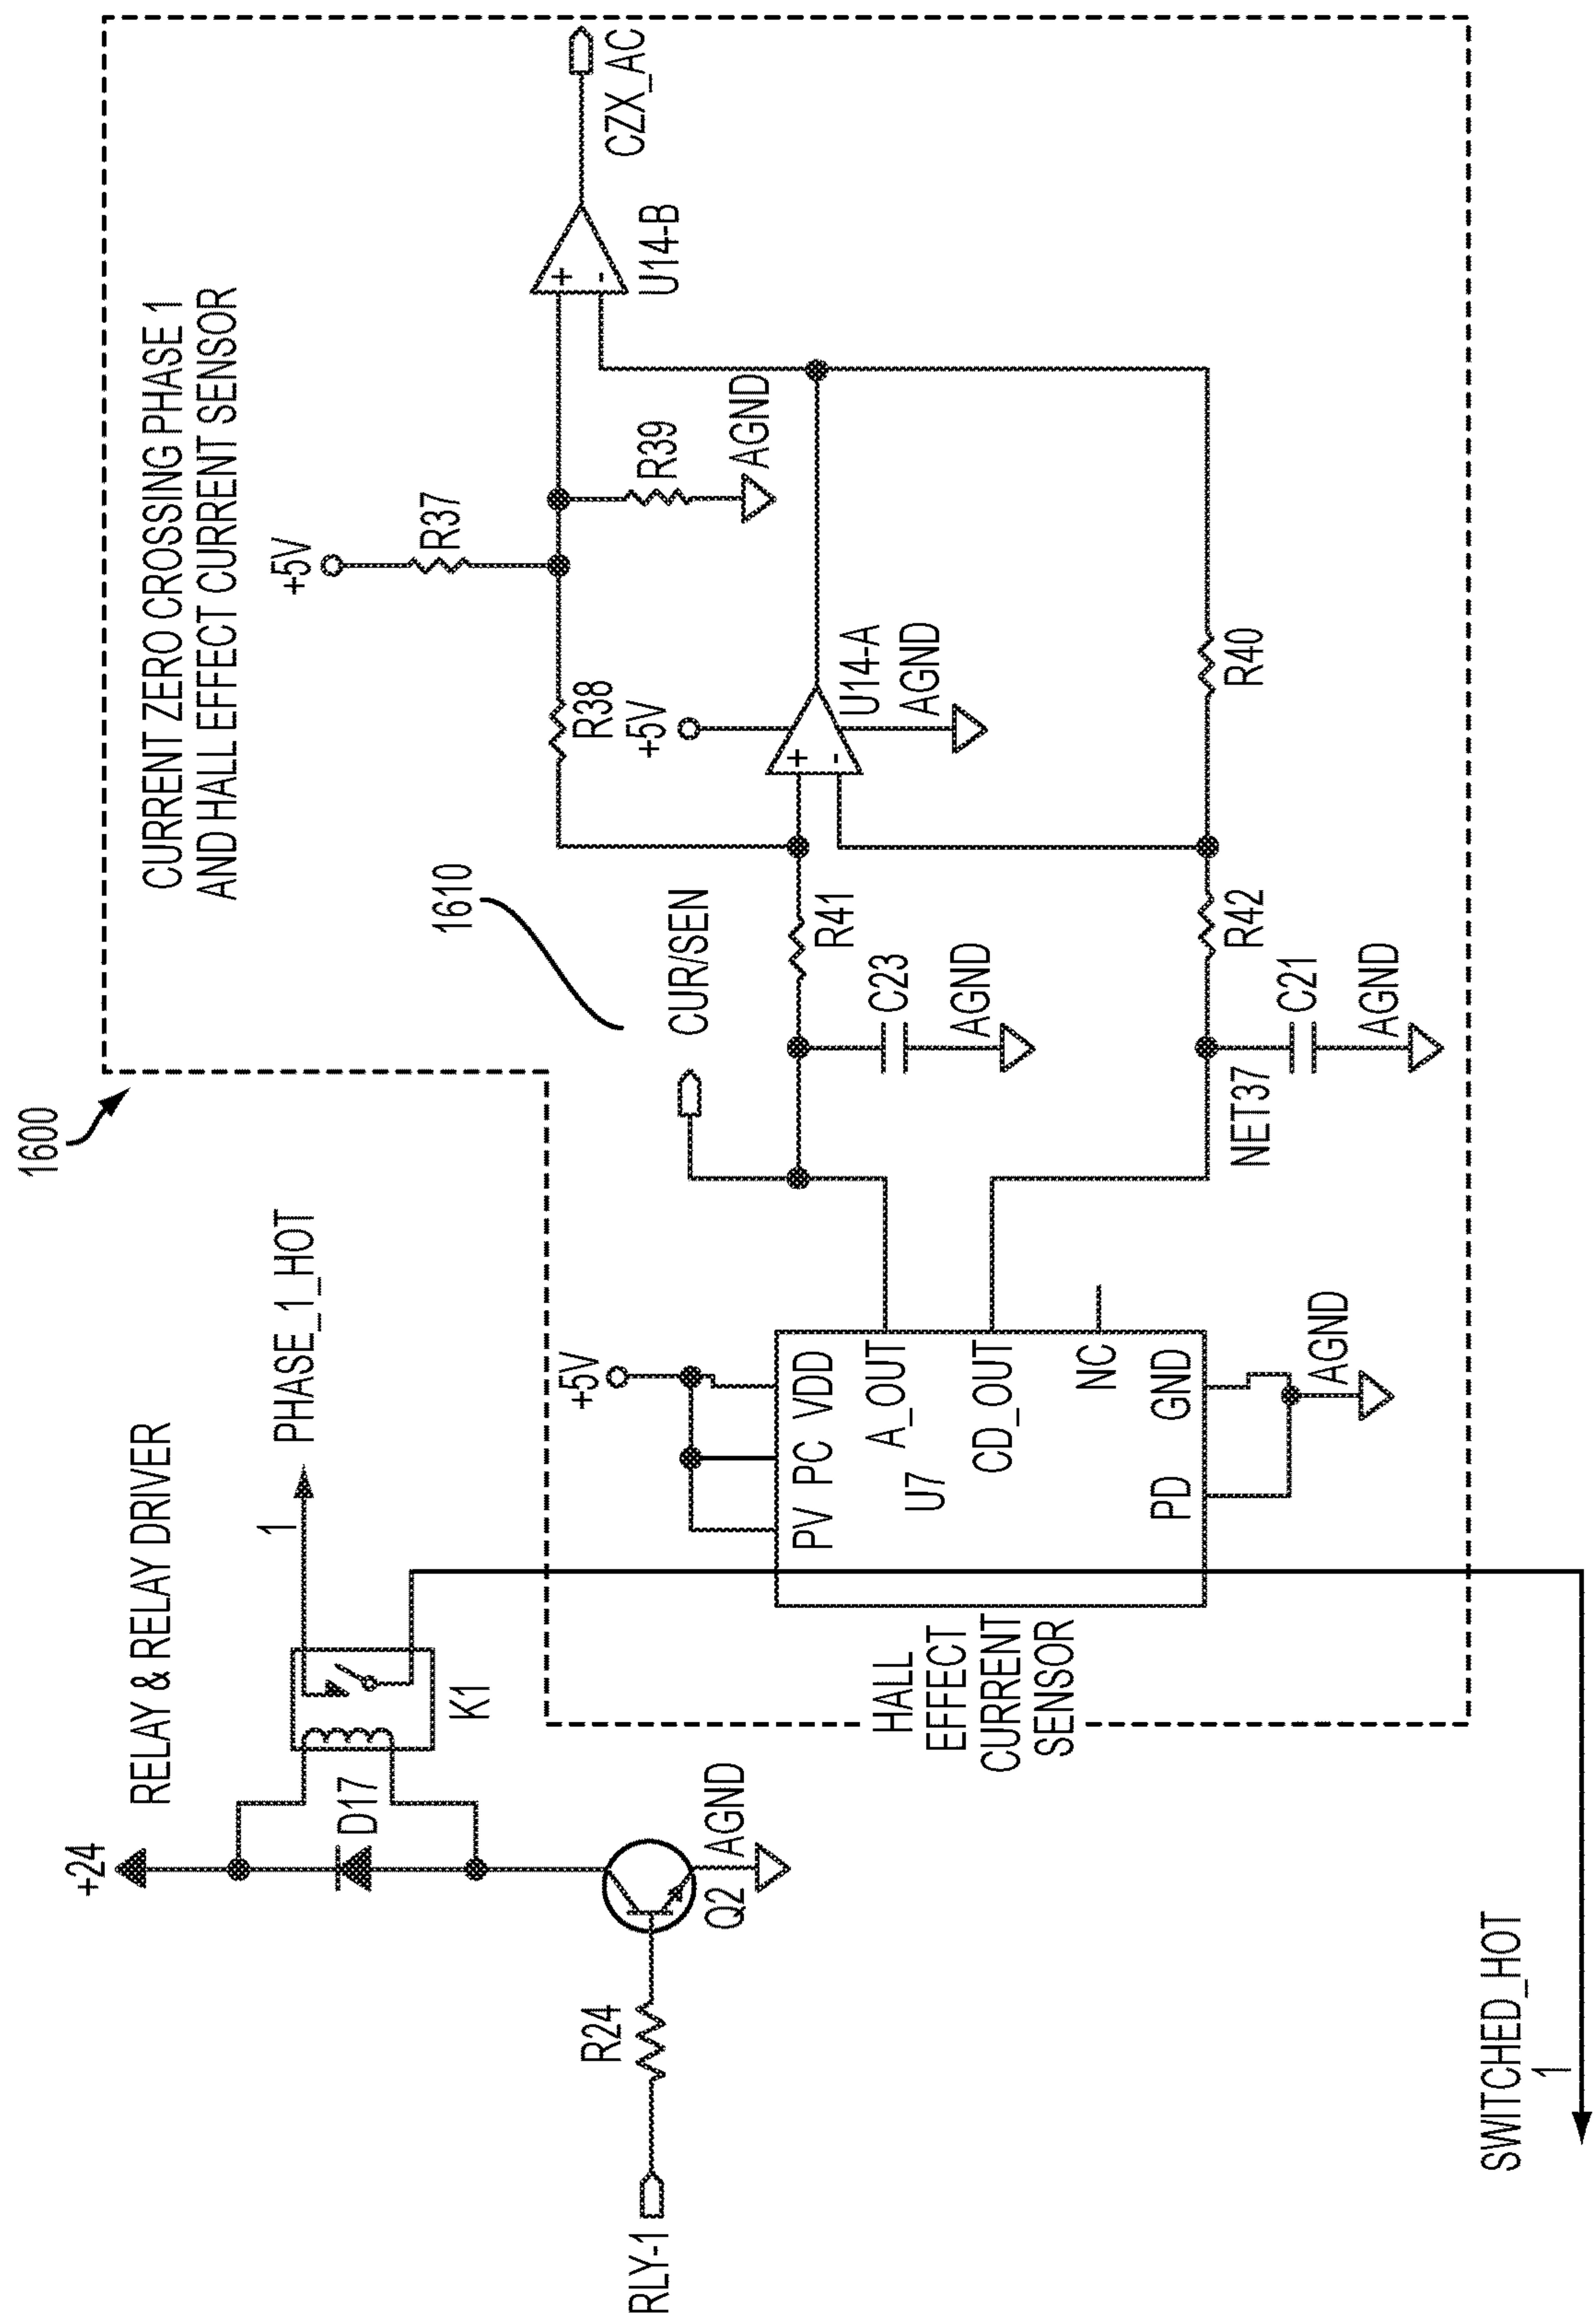 1600
RELAY & RELAY DRIVER
+24
D17
K1
1
PHASE_1_HOT
RLY-1
R24
Q2
AGND
SWITCHED_HOT
1
CURRENT ZERO CROSSING PHASE 1
AND HALL EFFECT CURRENT SENSOR
1610
HALL
EFFECT
CURRENT
SENSOR
+5V
PV
PC
VDD
A_OUT
U7
CD_OUT
NC
PD
GND
AGND
CUR/SEN
R41
C23
AGND
NET37
C21
AGND
R42
R40
+5V
R37
R38
R39
AGND
+5V
+
-
U14-A
AGND
+
-
U14-B
CZX_AC